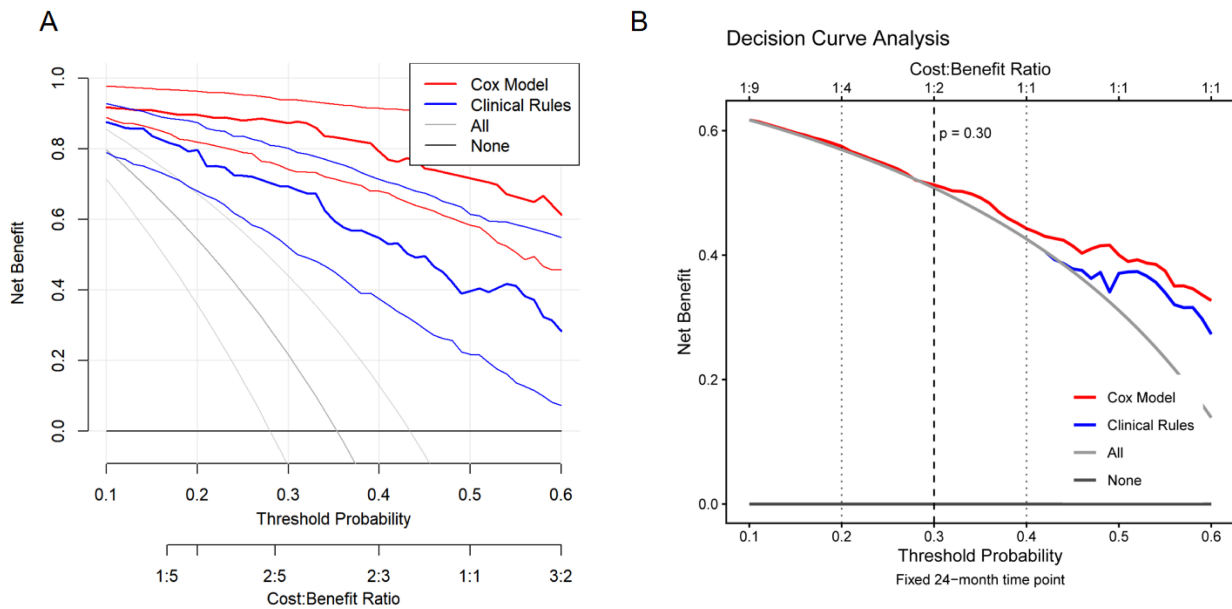 A
Net Benefit
1.0
0.8
0.6
0.4
0.2
0.0
Cox Model
Clinical Rules
All
None
0.1 0.2 0.3 0.4 0.5 0.6
Threshold Probability
1:5 2:5 2:3 1:1 3:2
Cost:Benefit Ratio
B
Decision Curve Analysis
Cost:Benefit Ratio
1:9 1:4 1:2 1:1 1:1 1:1
p = 0.30
Net Benefit
0.6
0.4
0.2
0.0
Cox Model
Clinical Rules
All
None
0.1 0.2 0.3 0.4 0.5 0.6
Threshold Probability
Fixed 24−month time point